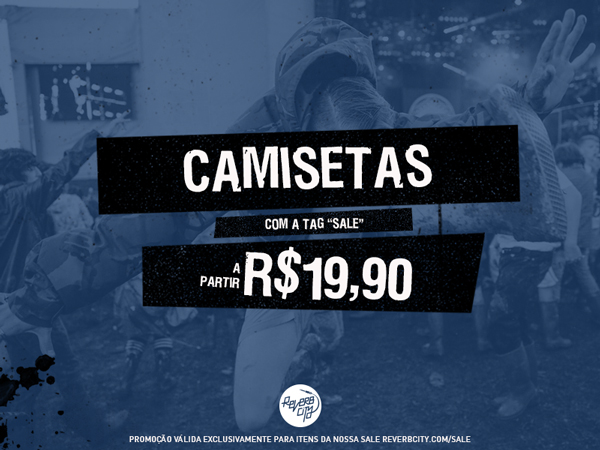 CAMISETAS
COM A TAG “SALE”
A PARTIR R$19,90
REVERB
CITY
PROMOÇÃO VÁLIDA EXCLUSIVAMENTE PARA ITENS DA NOSSA SALE REVERBCITY.COM/SALE